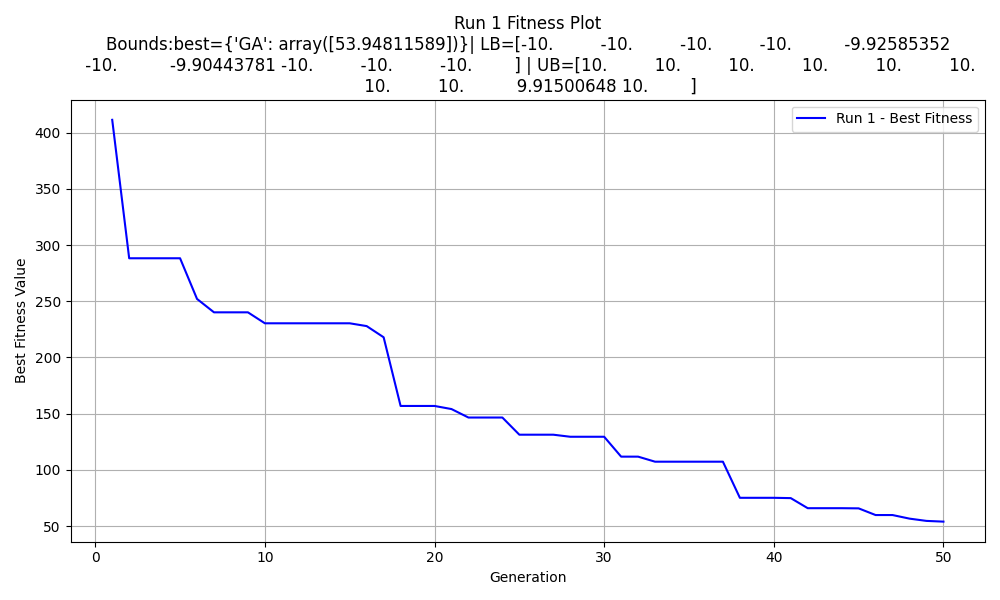 Run 1 Fitness Plot
Bounds:best={'GA': array([53.94811589])}| LB=[-10. -10. -10. -10. -9.92585352
-10. -9.90443781 -10. -10. -10. ] | UB=[10. 10. 10. 10. 10. 10.
10. 10. 9.91500648 10. ]
Run 1 - Best Fitness
400
350
300
250
200
150
100
50
Best Fitness Value
0 10 20 30 40 50
Generation